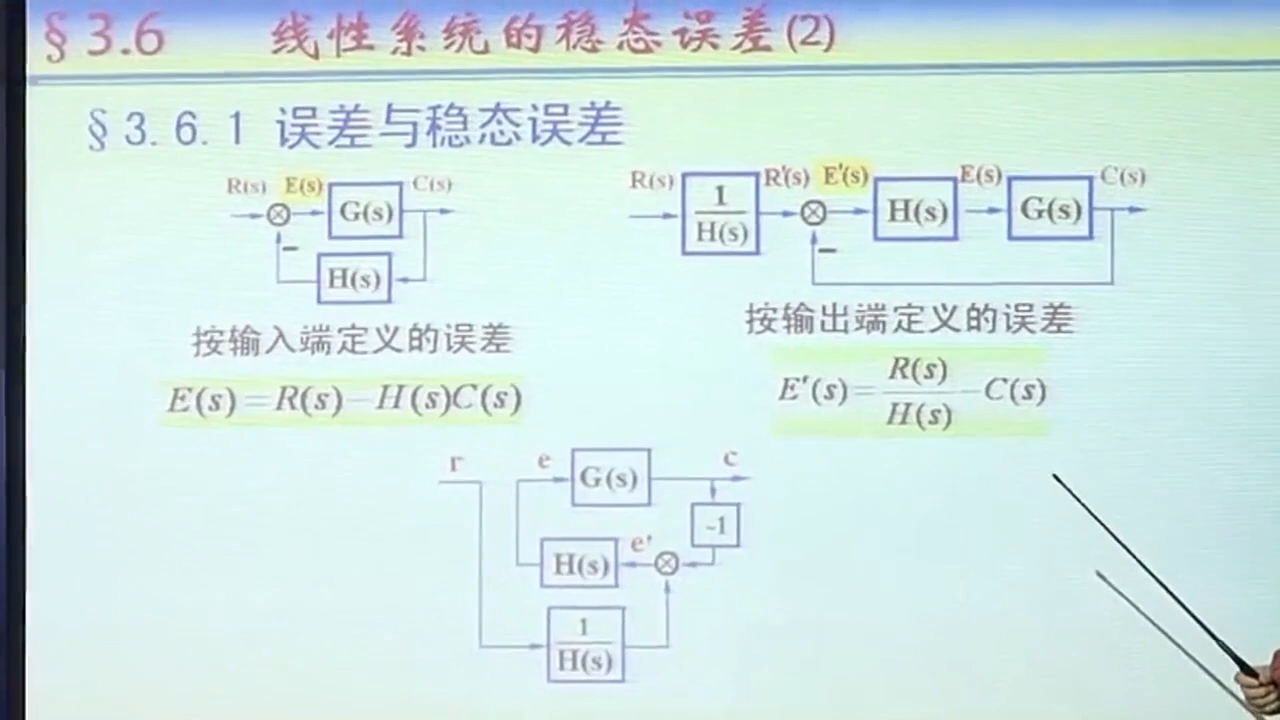 §3.6 线性系统的稳态误差(2)
§3.6.1 误差与稳态误差
R(s) E(s) G(s) C(s)
H(s)
按输入端定义的误差
E(s)=R(s)-H(s)C(s)
R(s) 1/H(s) R'(s) E'(s) H(s) E(s) G(s) C(s)
按输出端定义的误差
E'(s)=R(s)/H(s)-C(s)
r e G(s) c
-1
H(s) e'
1/H(s)